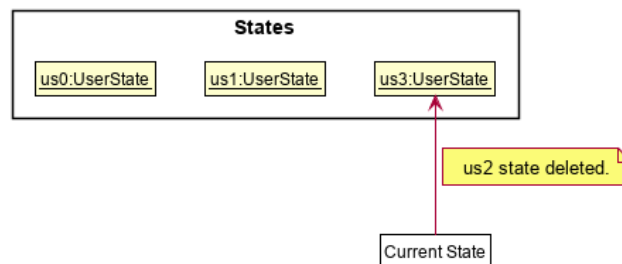 States
us0:UserState
us1:UserState
us3:UserState
us2 state deleted.
Current State